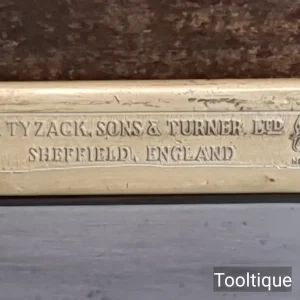 TYZACK, SONS & TURNER. LTD
SHEFFIELD, ENGLAND
Tooltique